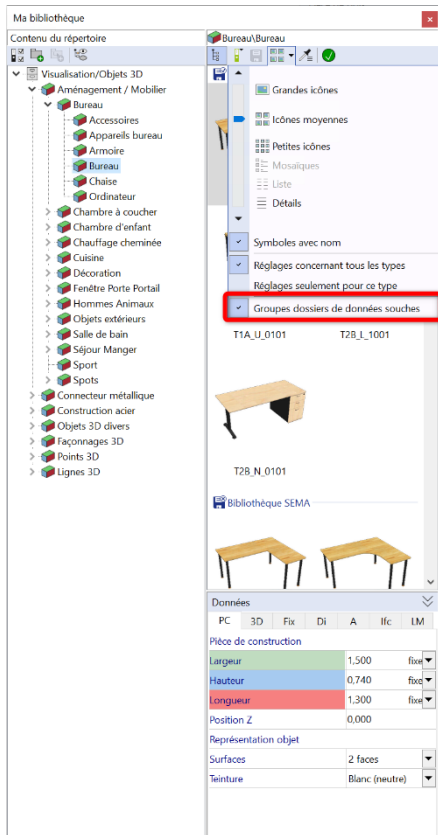 Ma bibliothèque
Contenu du répertoire
Bureau\Bureau
Visualisation/Objets 3D
Aménagement / Mobilier
Bureau
Accessoires
Appareils bureau
Armoire
Bureau
Chaise
Ordinateur
Chambre à coucher
Chambre d'enfant
Chauffage cheminée
Cuisine
Décoration
Fenêtre Porte Portail
Hommes Animaux
Objets extérieurs
Salle de bain
Séjour Manger
Sport
Spots
Connecteur métallique
Construction acier
Objets 3D divers
Façonnages 3D
Points 3D
Lignes 3D
Grandes icônes
Icônes moyennes
Petites icônes
Mosaïques
Liste
Détails
Symboles avec nom
Réglages concernant tous les types
Réglages seulement pour ce type
Groupes dossiers de données souches
T1A_U_0101 T2B_L_1001
T2B_N_0101
Bibliothèque SEMA
Données
PC 3D Fix Di A Ifc LM
Pièce de construction
Largeur 1,500 fixe
Hauteur 0,740 fixe
Longueur 1,300 fixe
Position Z 0,000
Représentation objet
Surfaces 2 faces
Teinture Blanc (neutre)